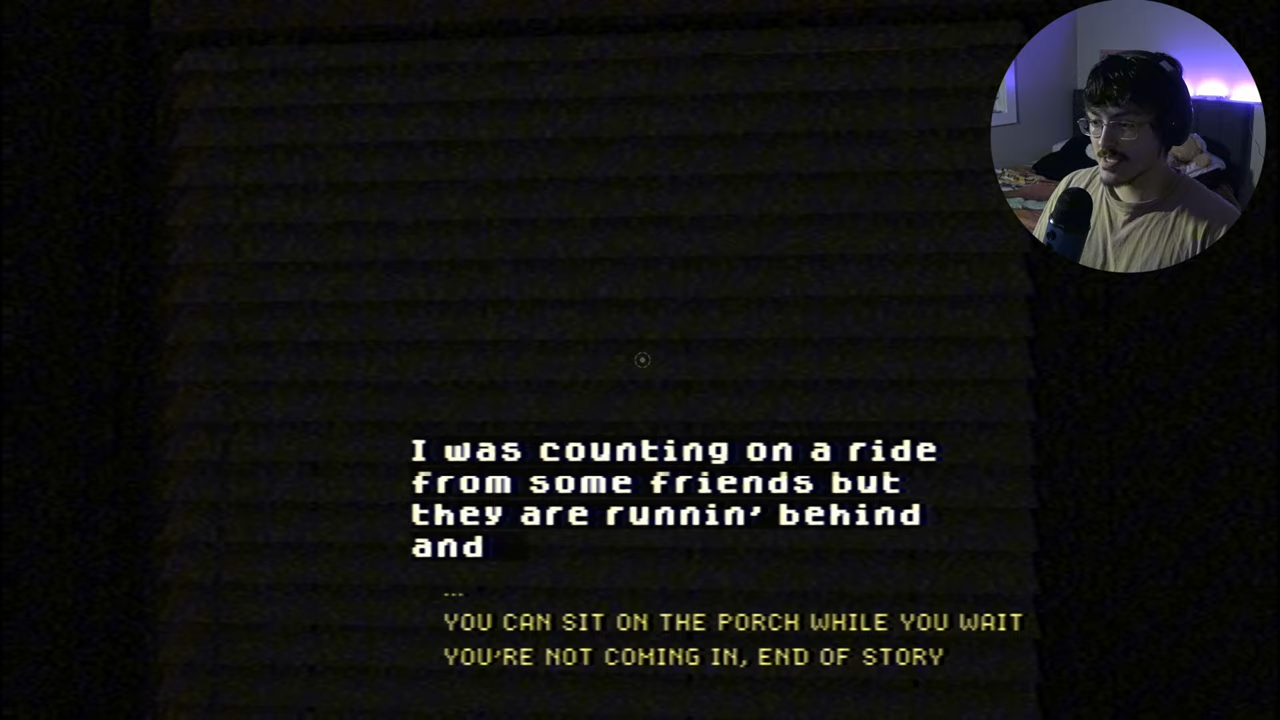 I was counting on a ride
from some friends but
they are runnin' behind
and
...
YOU CAN SIT ON THE PORCH WHILE YOU WAIT
YOU'RE NOT COMING IN, END OF STORY